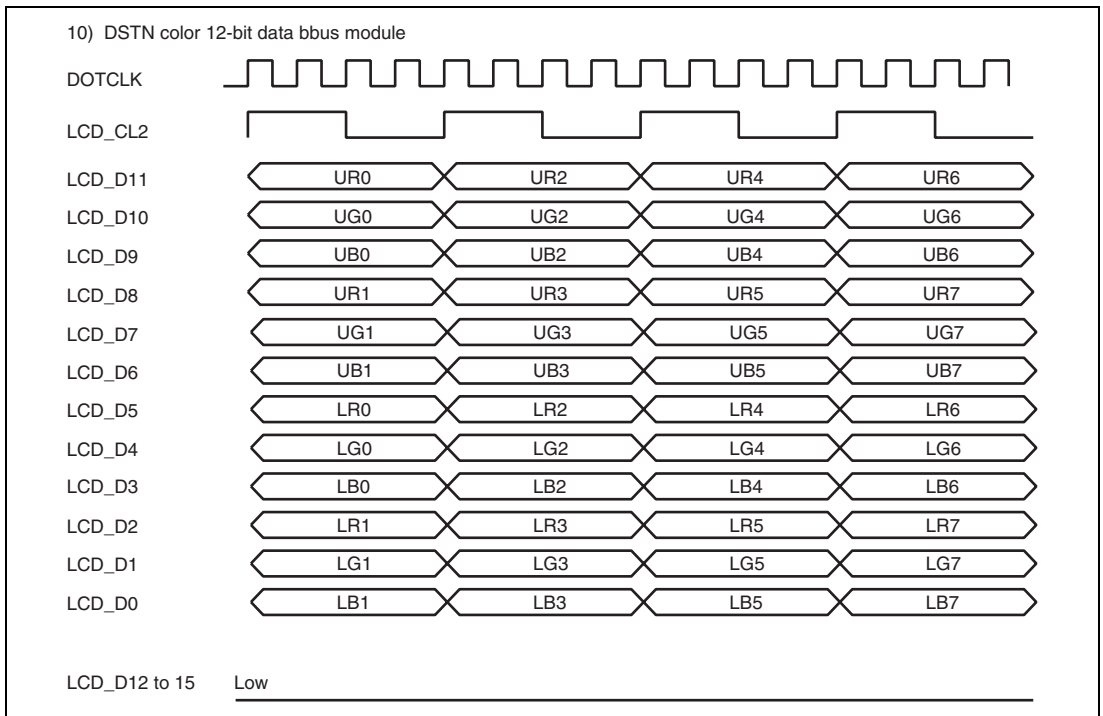 10) DSTN color 12-bit data bbus module
DOTCLK
LCD_CL2
LCD_D11 UR0 UR2 UR4 UR6
LCD_D10 UG0 UG2 UG4 UG6
LCD_D9 UB0 UB2 UB4 UB6
LCD_D8 UR1 UR3 UR5 UR7
LCD_D7 UG1 UG3 UG5 UG7
LCD_D6 UB1 UB3 UB5 UB7
LCD_D5 LR0 LR2 LR4 LR6
LCD_D4 LG0 LG2 LG4 LG6
LCD_D3 LB0 LB2 LB4 LB6
LCD_D2 LR1 LR3 LR5 LR7
LCD_D1 LG1 LG3 LG5 LG7
LCD_D0 LB1 LB3 LB5 LB7
LCD_D12 to 15 Low